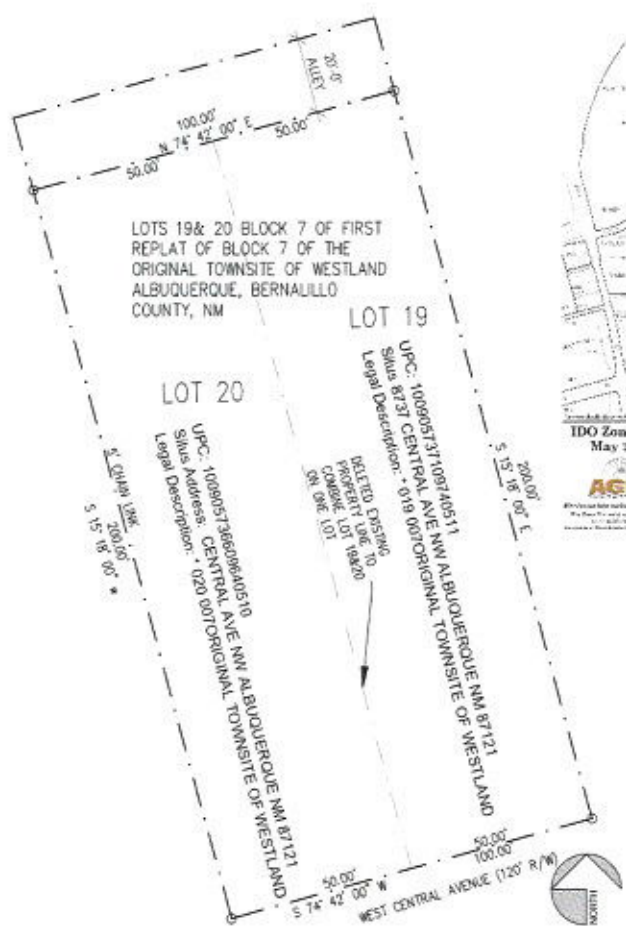 20'-0"
ALLEY
100.00'
N 74° 42' 00" E
50.00'
50.00'
LOTS 19& 20 BLOCK 7 OF FIRST
REPLAT OF BLOCK 7 OF THE
ORIGINAL TOWNSITE OF WESTLAND
ALBUQUERQUE, BERNALILLO
COUNTY, NM
LOT 19
UPC: 100905737109740511
Situs 8737 CENTRAL AVE NW ALBUQUERQUE NM 87121
Legal Description: * 019 007ORIGINAL TOWNSITE OF WESTLAND
LOT 20
UPC: 100905736609640510
Situs Address: CENTRAL AVE NW ALBUQUERQUE NM 87121
Legal Description: * 020 007ORIGINAL TOWNSITE OF WESTLAND
DELETED EXISTING
PROPERTY LINE TO
COMBINE LOT 19&20
ON ONE LOT
200.00'
S 15° 18' 00" E
CHAIN LINK
200.00'
S 15° 18' 00" W
50.00'
100.00'
50.00'
S 74° 42' 00" W
WEST CENTRAL AVENUE (120' R/W)
NORTH
IDO Zon
May
AG